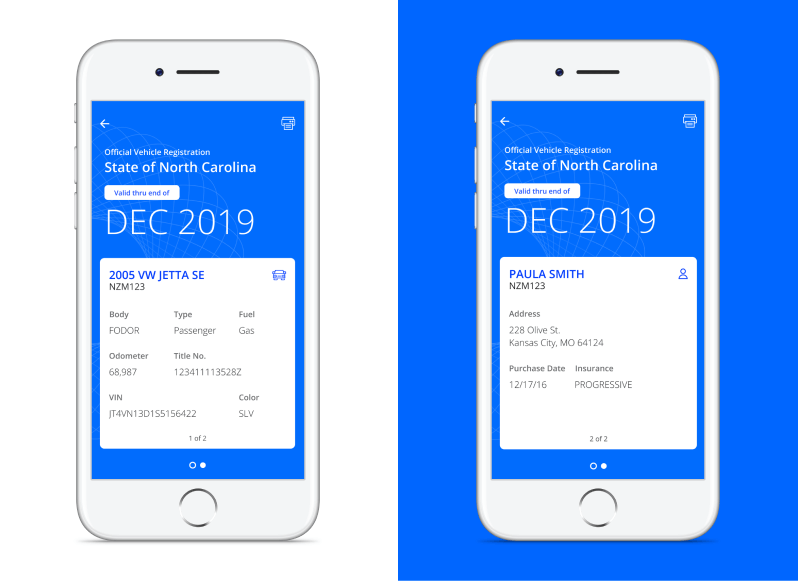 Official Vehicle Registration
State of North Carolina
Valid thru end of
DEC 2019
2005 VW JETTA SE
NZM123
Body Type Fuel
FODOR Passenger Gas
Odometer Title No.
68,987 123411113528Z
VIN Color
JT4VN13D1S5156422 SLV
1 of 2
Official Vehicle Registration
State of North Carolina
Valid thru end of
DEC 2019
PAULA SMITH
NZM123
Address
228 Olive St.
Kansas City, MO 64124
Purchase Date Insurance
12/17/16 PROGRESSIVE
2 of 2